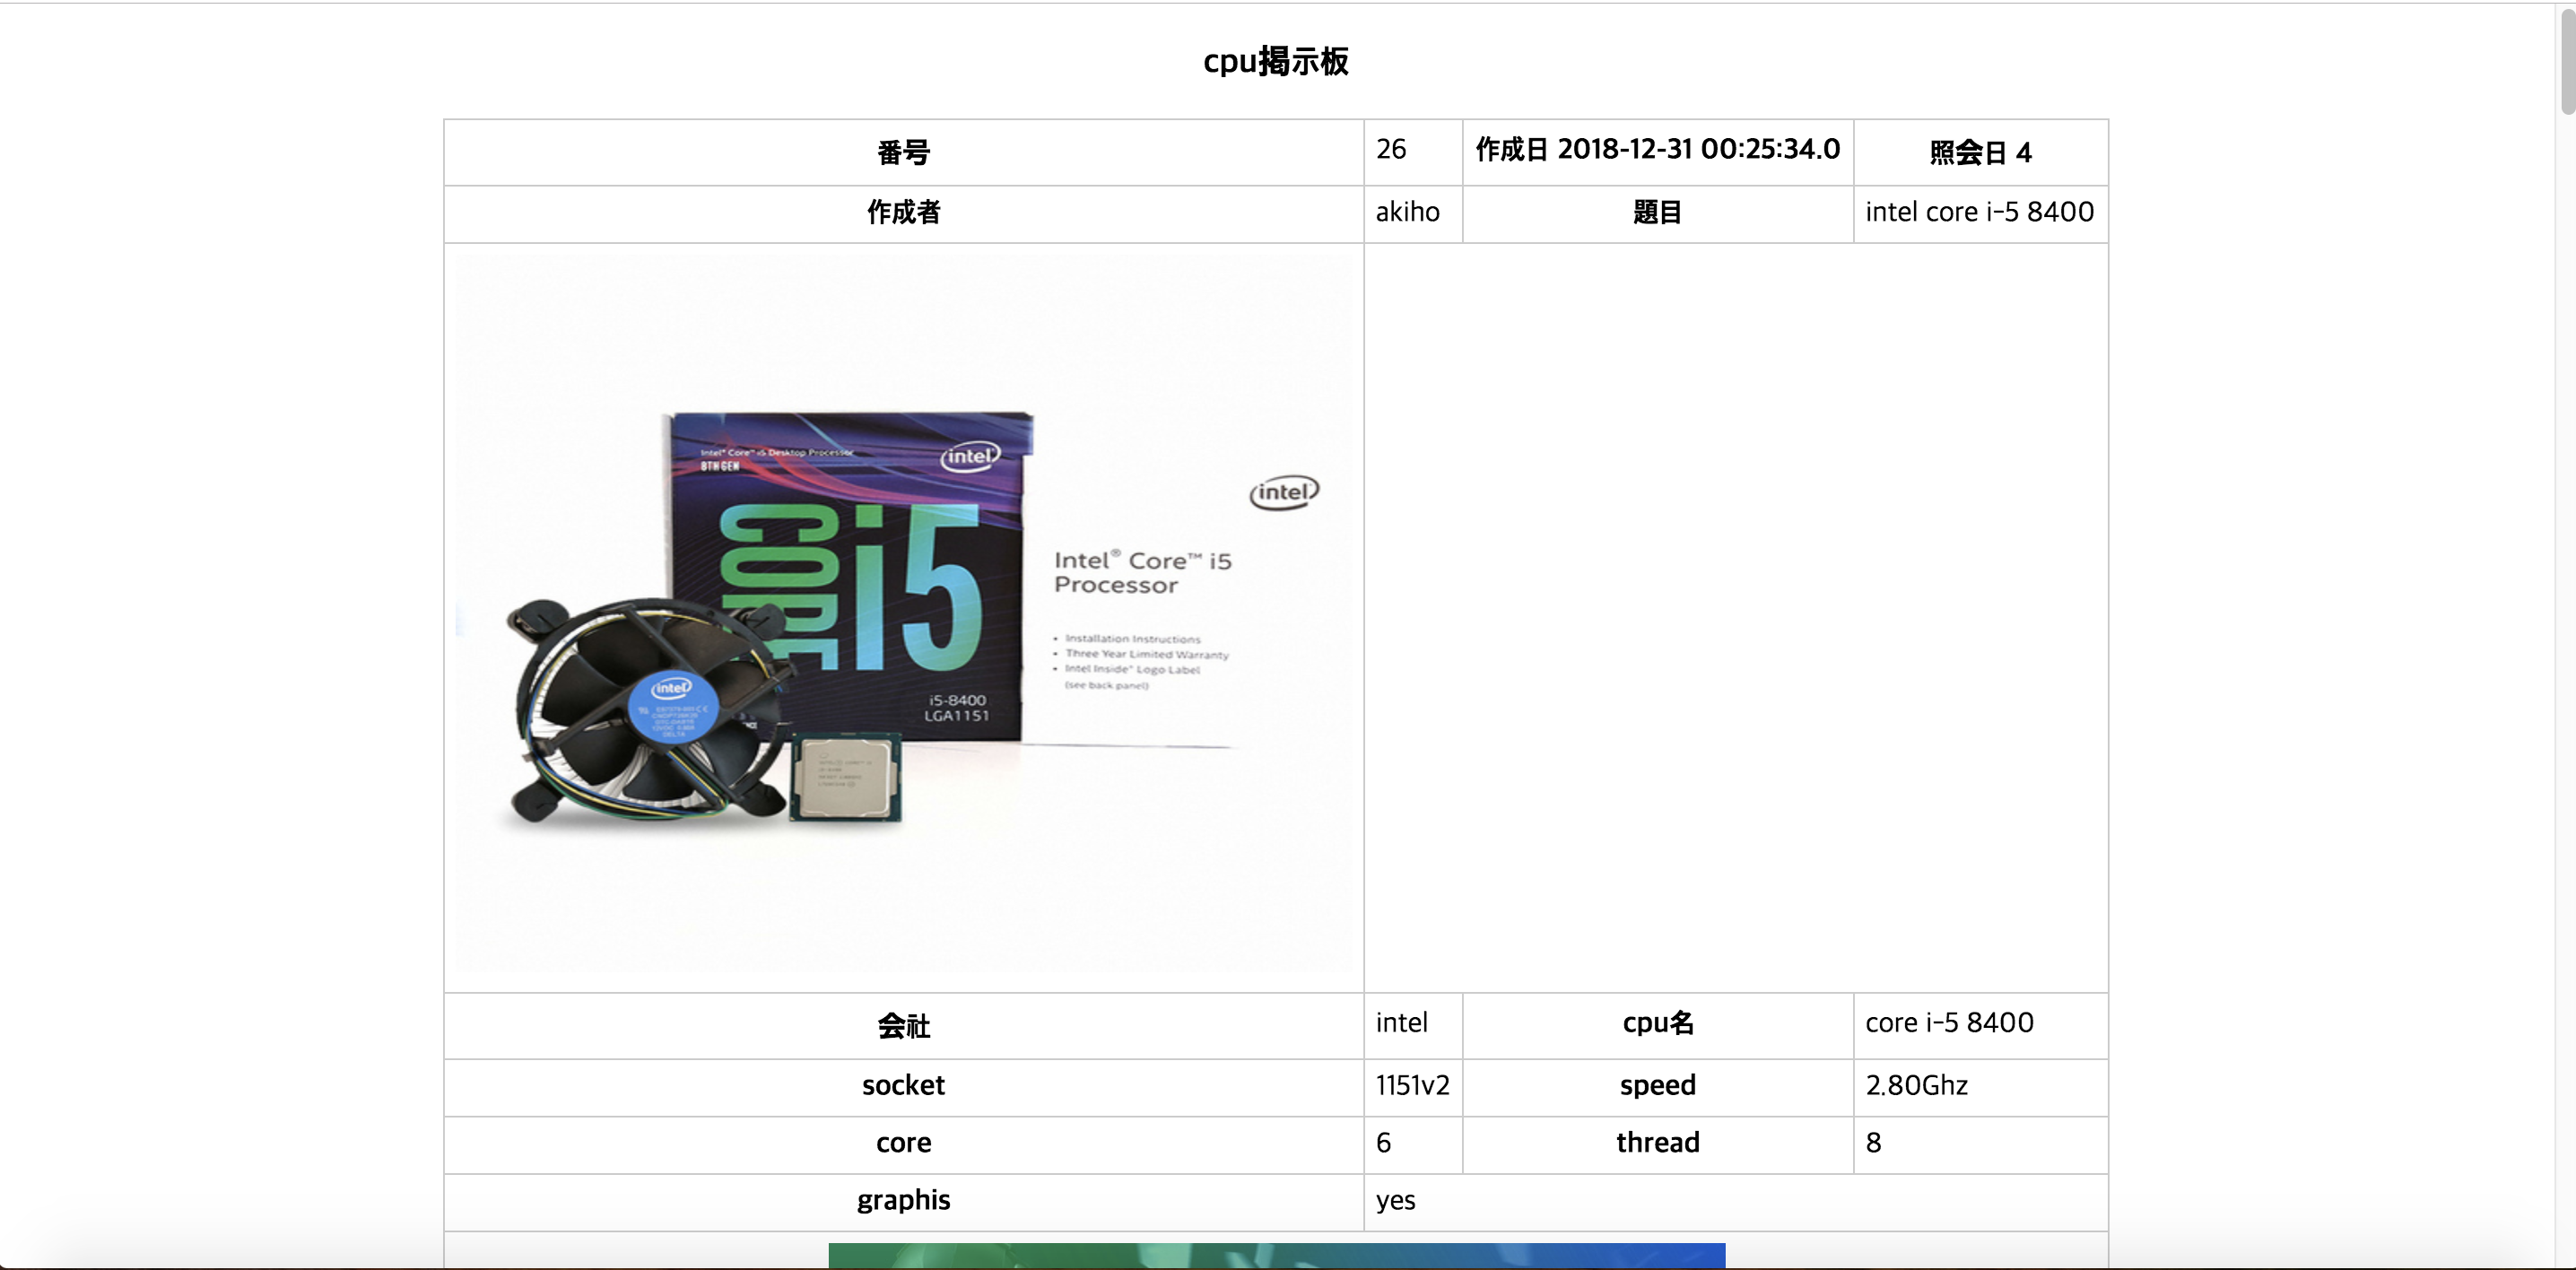 cpu掲示板
番号 26 作成日 2018-12-31 00:25:34.0 照会日 4
作成者 akiho 題目 intel core i-5 8400
Intel® Core™ i5 Desktop Processor
8TH GEN
intel
CORE i5
i5-8400
LGA1151
intel
Intel® Core™ i5
Processor
• Installation Instructions
• Three Year Limited Warranty
• Intel Inside® Logo Label
(see back panel)
intel
DELTA
会社 intel cpu名 core i-5 8400
socket 1151v2 speed 2.80Ghz
core 6 thread 8
graphis yes